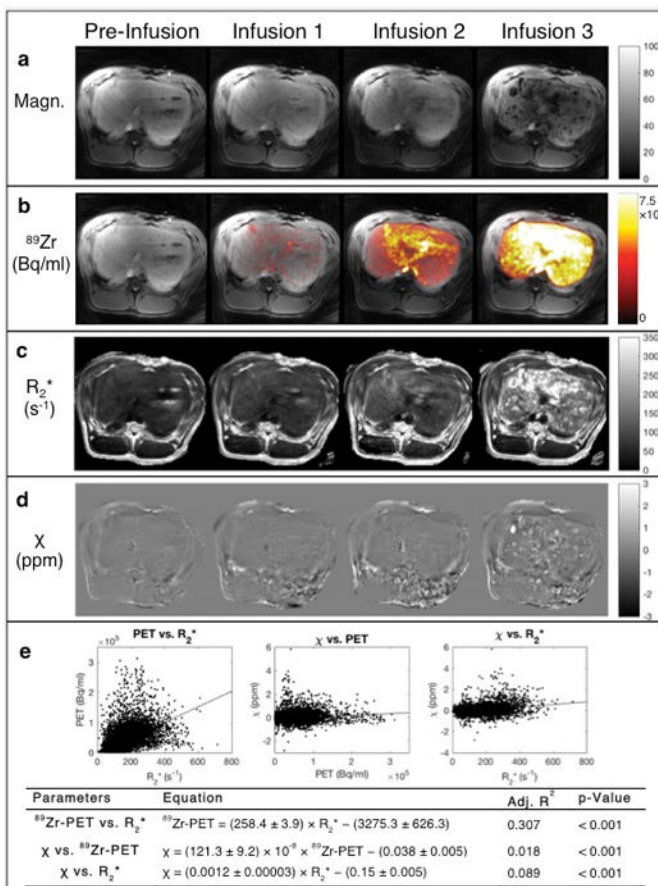 Pre-Infusion Infusion 1 Infusion 2 Infusion 3
a
Magn.
100
80
60
40
20
0
b
⁸⁹Zr
(Bq/ml)
7.5
×10
0
c
R₂*
(s⁻¹)
350
300
250
200
150
100
50
0
d
χ
(ppm)
3
2
1
0
-1
-2
-3
e
PET vs. R₂*
×10⁵
PET (Bq/ml)
3
2
1
0
0 200 400 600 800
R₂* (s⁻¹)
χ vs. PET
χ (ppm)
6
4
2
0
-2
0 1 2 3
PET (Bq/ml) ×10⁵
χ vs. R₂*
χ (ppm)
6
4
2
0
-2
-4
0 200 400 600 800
R₂* (s⁻¹)
Parameters Equation Adj. R² p-Value
⁸⁹Zr-PET vs. R₂* ⁸⁹Zr-PET = (258.4 ± 3.9) × R₂* − (3275.3 ± 626.3) 0.307 < 0.001
χ vs. ⁸⁹Zr-PET χ = (121.3 ± 9.2) × 10⁻⁸ × ⁸⁹Zr-PET − (0.038 ± 0.005) 0.018 < 0.001
χ vs. R₂* χ = (0.0012 ± 0.00003) × R₂* − (0.15 ± 0.005) 0.089 < 0.001